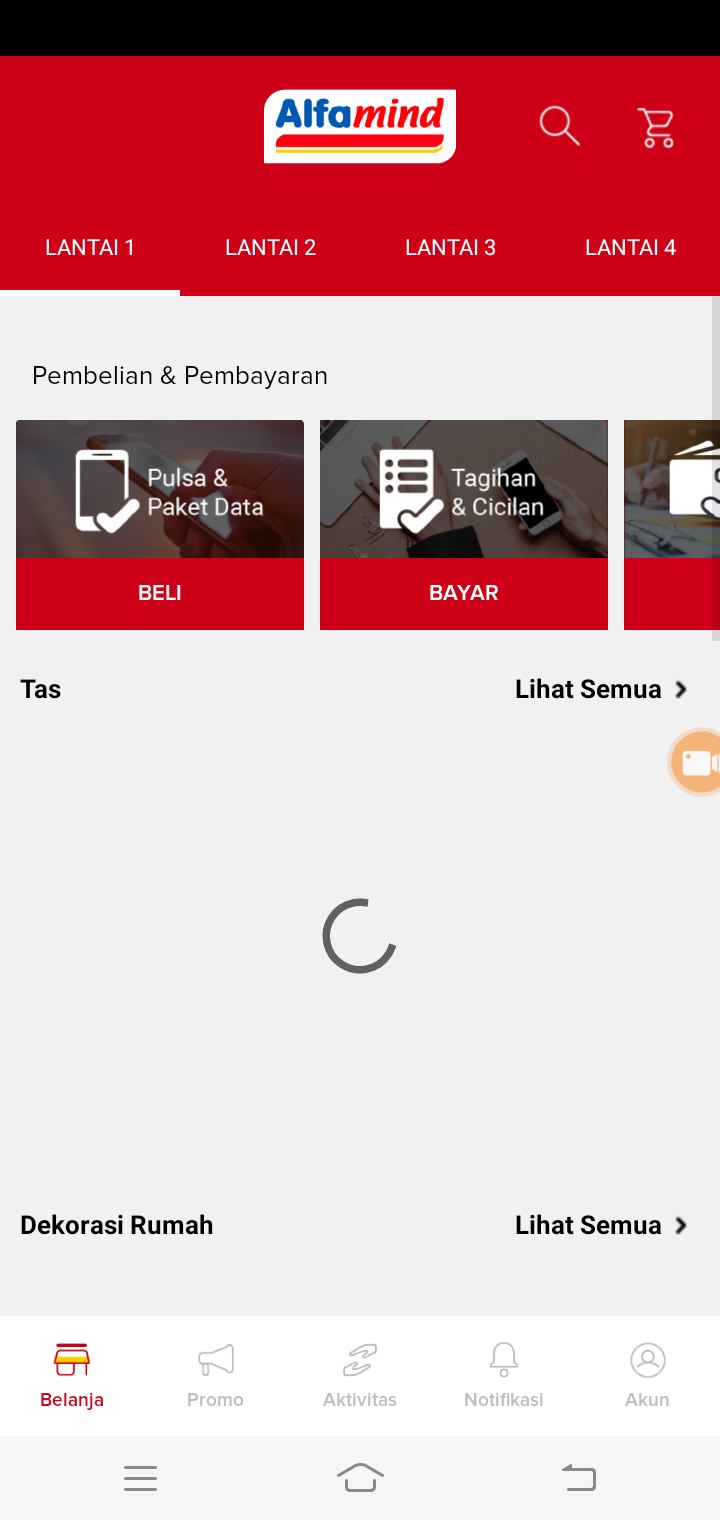 Alfamind
LANTAI 1
LANTAI 2
LANTAI 3
LANTAI 4
Pembelian & Pembayaran
Pulsa &
Paket Data
Tagihan
& Cicilan
BELI
BAYAR
Tas
Lihat Semua
Dekorasi Rumah
Lihat Semua
Belanja
Promo
Aktivitas
Notifikasi
Akun